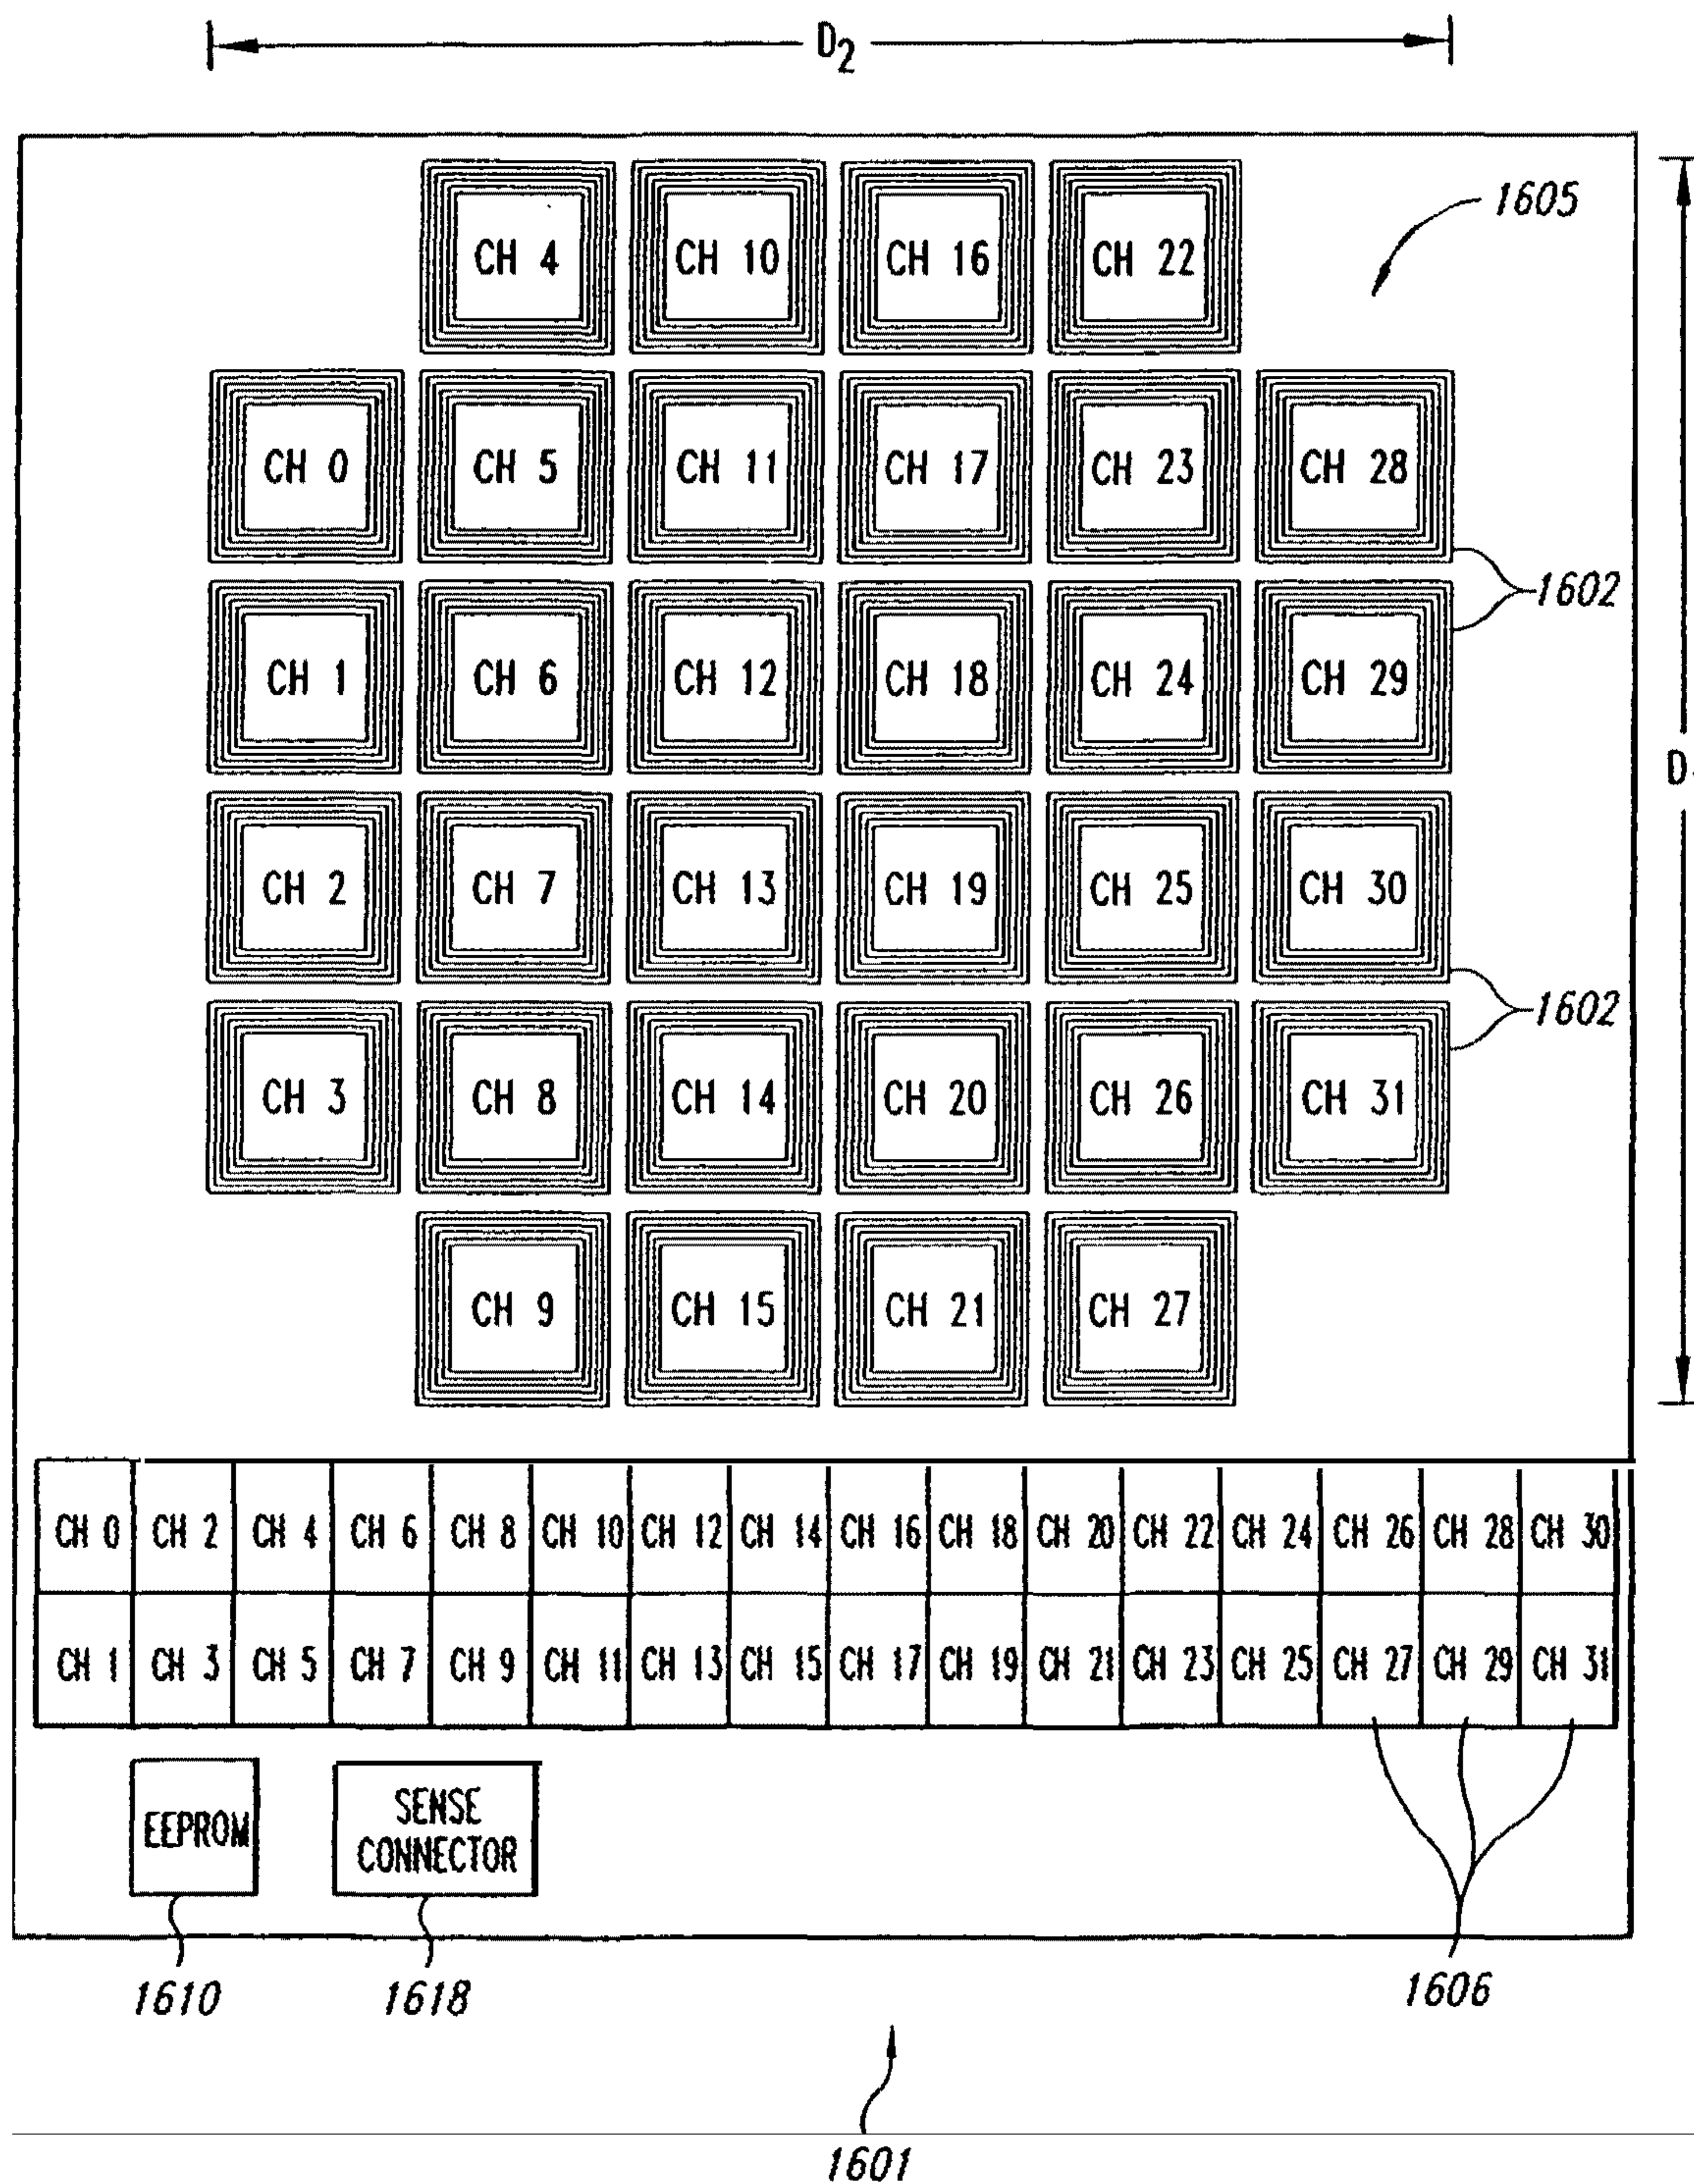 D2
CH 4 CH 10 CH 16 CH 22
1605
CH 0 CH 5 CH 11 CH 17 CH 23 CH 28
1602
CH 1 CH 6 CH 12 CH 18 CH 24 CH 29
D
CH 2 CH 7 CH 13 CH 19 CH 25 CH 30
1602
CH 3 CH 8 CH 14 CH 20 CH 26 CH 31
CH 9 CH 15 CH 21 CH 27
CH 0 CH 2 CH 4 CH 6 CH 8 CH 10 CH 12 CH 14 CH 16 CH 18 CH 20 CH 22 CH 24 CH 26 CH 28 CH 30
CH 1 CH 3 CH 5 CH 7 CH 9 CH 11 CH 13 CH 15 CH 17 CH 19 CH 21 CH 23 CH 25 CH 27 CH 29 CH 31
EEPROM
SENSE
CONNECTOR
1610
1618
1606
1601